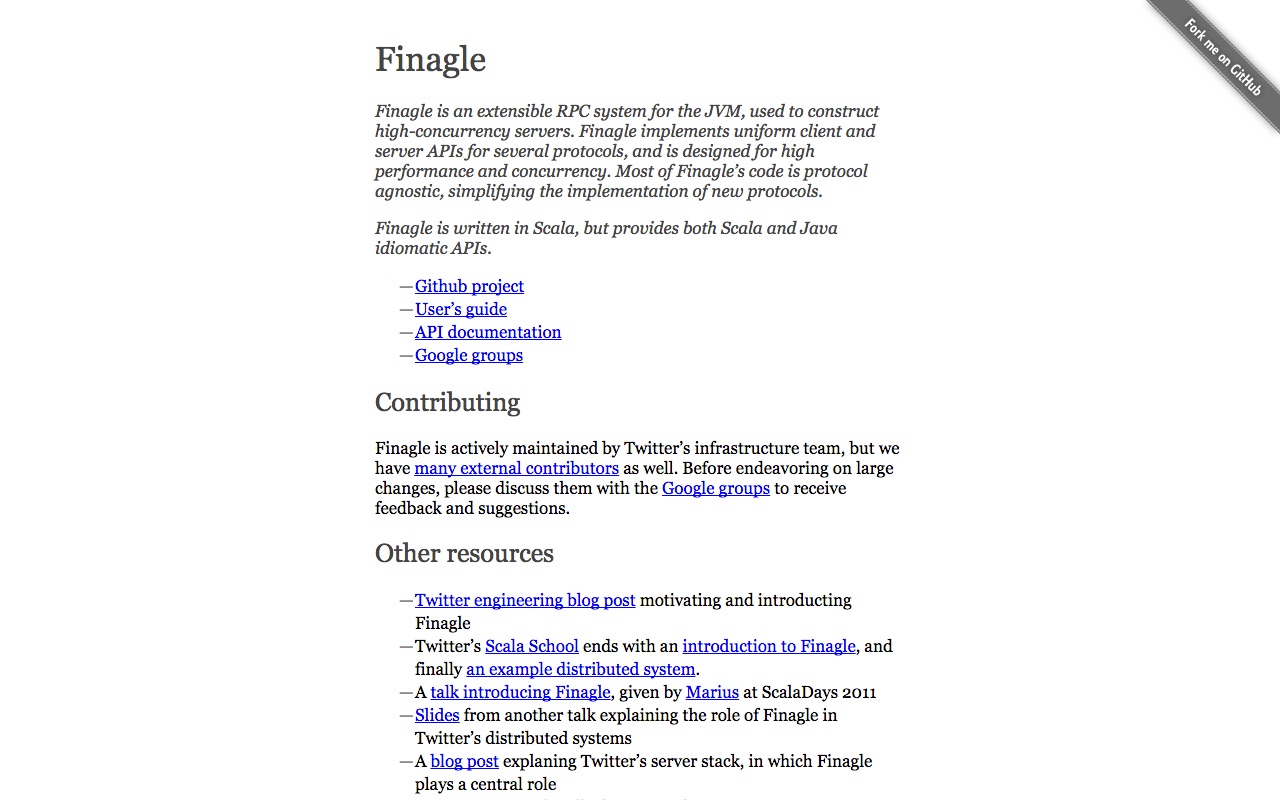 Fork me on GitHub
Finagle
Finagle is an extensible RPC system for the JVM, used to construct
high-concurrency servers. Finagle implements uniform client and
server APIs for several protocols, and is designed for high
performance and concurrency. Most of Finagle’s code is protocol
agnostic, simplifying the implementation of new protocols.
Finagle is written in Scala, but provides both Scala and Java
idiomatic APIs.
—Github project
—User’s guide
—API documentation
—Google groups
Contributing
Finagle is actively maintained by Twitter’s infrastructure team, but we
have many external contributors as well. Before endeavoring on large
changes, please discuss them with the Google groups to receive
feedback and suggestions.
Other resources
—Twitter engineering blog post motivating and introducting
Finagle
—Twitter’s Scala School ends with an introduction to Finagle, and
finally an example distributed system.
—A talk introducing Finagle, given by Marius at ScalaDays 2011
—Slides from another talk explaining the role of Finagle in
Twitter’s distributed systems
—A blog post explaning Twitter’s server stack, in which Finagle
plays a central role